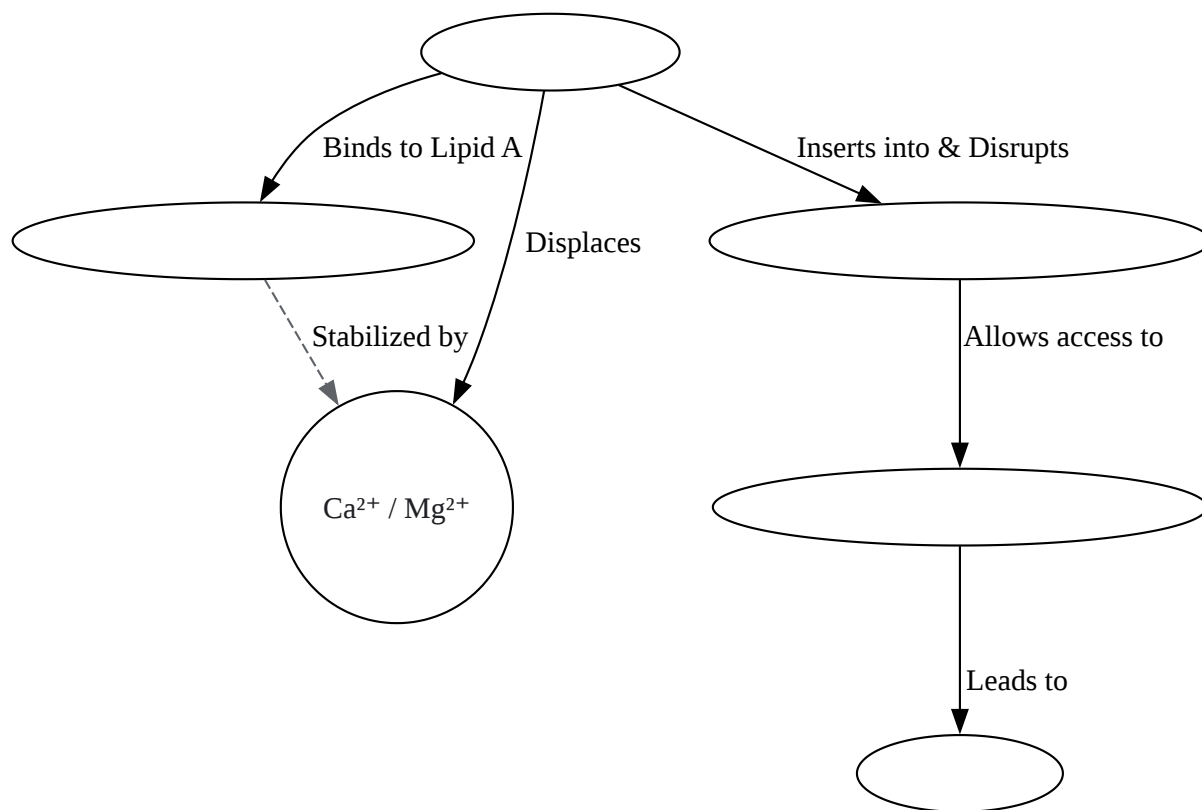 Binds to Lipid A
Inserts into & Disrupts
Displaces
Stabilized by
Allows access to
Ca²⁺ / Mg²⁺
Leads to